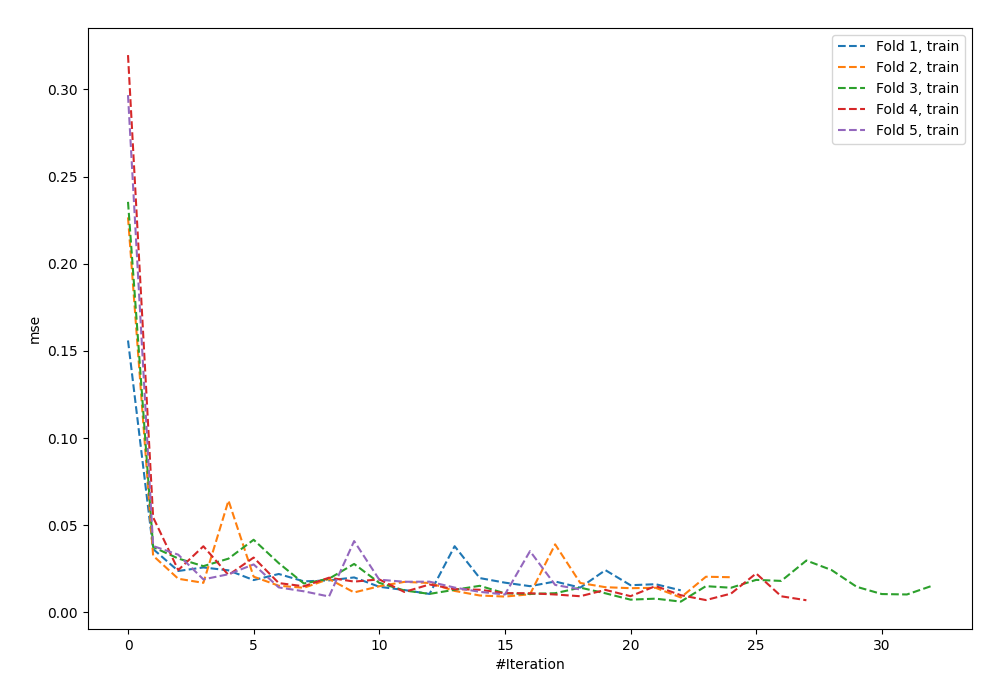 Fold 1, train
Fold 2, train
Fold 3, train
Fold 4, train
Fold 5, train
0.30
0.25
0.20
0.15
0.10
0.05
0.00
mse
0 5 10 15 20 25 30
#Iteration